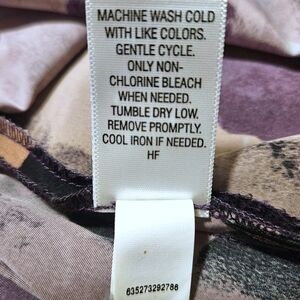 MACHINE WASH COLD
WITH LIKE COLORS.
GENTLE CYCLE.
ONLY NON-
CHLORINE BLEACH
WHEN NEEDED.
TUMBLE DRY LOW.
REMOVE PROMPTLY.
COOL IRON IF NEEDED.
HF
635273292786